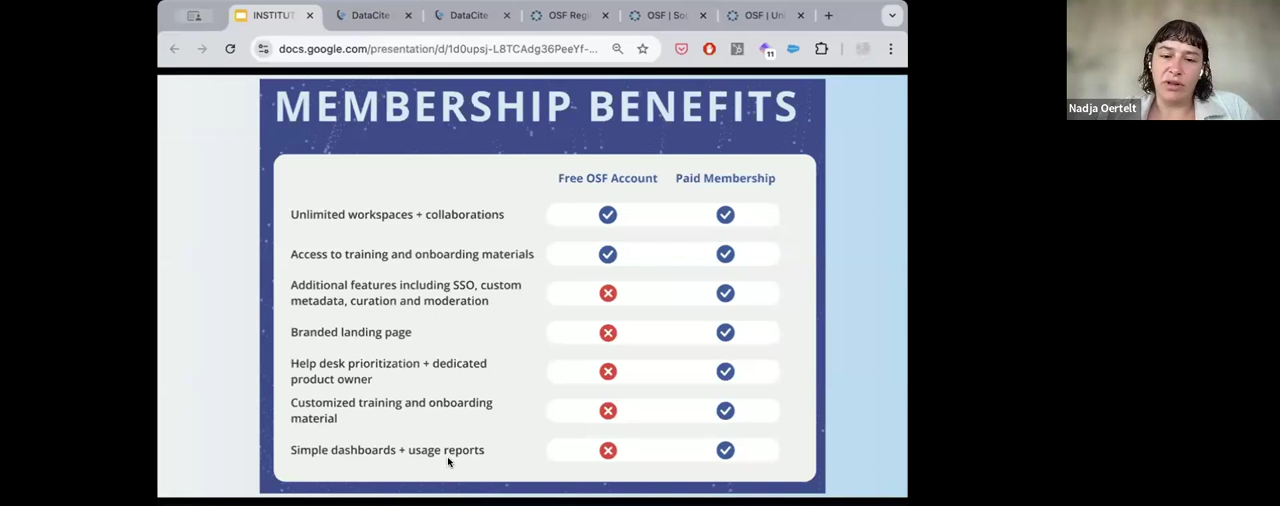 INSTITUT
DataCite
DataCite
OSF Regi
OSF | Soc
OSF | Uni
docs.google.com/presentation/d/1d0upsj-L8TCAdg36PeeYf-...
11
Nadja Oertelt
MEMBERSHIP BENEFITS
Free OSF Account Paid Membership
Unlimited workspaces + collaborations
Access to training and onboarding materials
Additional features including SSO, custom
metadata, curation and moderation
Branded landing page
Help desk prioritization + dedicated
product owner
Customized training and onboarding
material
Simple dashboards + usage reports